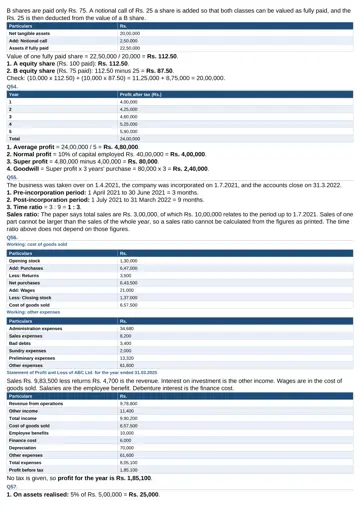 B shares are paid only Rs. 75. A notional call of Rs. 25 a share is added so that both classes can be valued as fully paid, and the
Rs. 25 is then deducted from the value of a B share.
Particulars Rs.
Net tangible assets 20,00,000
Add: Notional call 2,50,000
Assets if fully paid 22,50,000
Value of one fully paid share = 22,50,000 / 20,000 = Rs. 112.50.
1. A equity share (Rs. 100 paid): Rs. 112.50.
2. B equity share (Rs. 75 paid): 112.50 minus 25 = Rs. 87.50.
Check: (10,000 x 112.50) + (10,000 x 87.50) = 11,25,000 + 8,75,000 = 20,00,000.
Q54.
Year Profit after tax (Rs.)
1 4,00,000
2 4,25,000
3 4,60,000
4 5,25,000
5 5,90,000
Total 24,00,000
1. Average profit = 24,00,000 / 5 = Rs. 4,80,000.
2. Normal profit = 10% of capital employed Rs. 40,00,000 = Rs. 4,00,000.
3. Super profit = 4,80,000 minus 4,00,000 = Rs. 80,000.
4. Goodwill = Super profit x 3 years' purchase = 80,000 x 3 = Rs. 2,40,000.
Q55.
The business was taken over on 1.4.2021, the company was incorporated on 1.7.2021, and the accounts close on 31.3.2022.
1. Pre-incorporation period: 1 April 2021 to 30 June 2021 = 3 months.
2. Post-incorporation period: 1 July 2021 to 31 March 2022 = 9 months.
3. Time ratio = 3 : 9 = 1 : 3.
Sales ratio: The paper says total sales are Rs. 3,00,000, of which Rs. 10,00,000 relates to the period up to 1.7.2021. Sales of one
part cannot be larger than the sales of the whole year, so a sales ratio cannot be calculated from the figures as printed. The time
ratio above does not depend on those figures.
Q56.
Working: cost of goods sold
Particulars Rs.
Opening stock 1,30,000
Add: Purchases 6,47,000
Less: Returns 3,500
Net purchases 6,43,500
Add: Wages 21,000
Less: Closing stock 1,37,000
Cost of goods sold 6,57,500
Working: other expenses
Particulars Rs.
Administration expenses 34,680
Sales expenses 8,200
Bad debts 3,400
Sundry expenses 2,000
Preliminary expenses 13,320
Other expenses 61,600
Statement of Profit and Loss of ABC Ltd. for the year ended 31.03.2020
Sales Rs. 9,83,500 less returns Rs. 4,700 is the revenue. Interest on investment is the other income. Wages are in the cost of
goods sold. Salaries are the employee benefit. Debenture interest is the finance cost.
Particulars Rs.
Revenue from operations 9,78,800
Other income 11,400
Total income 9,90,200
Cost of goods sold 6,57,500
Employee benefits 10,000
Finance cost 6,000
Depreciation 70,000
Other expenses 61,600
Total expenses 8,05,100
Profit before tax 1,85,100
No tax is given, so profit for the year is Rs. 1,85,100.
Q57.
1. On assets realised: 5% of Rs. 5,00,000 = Rs. 25,000.